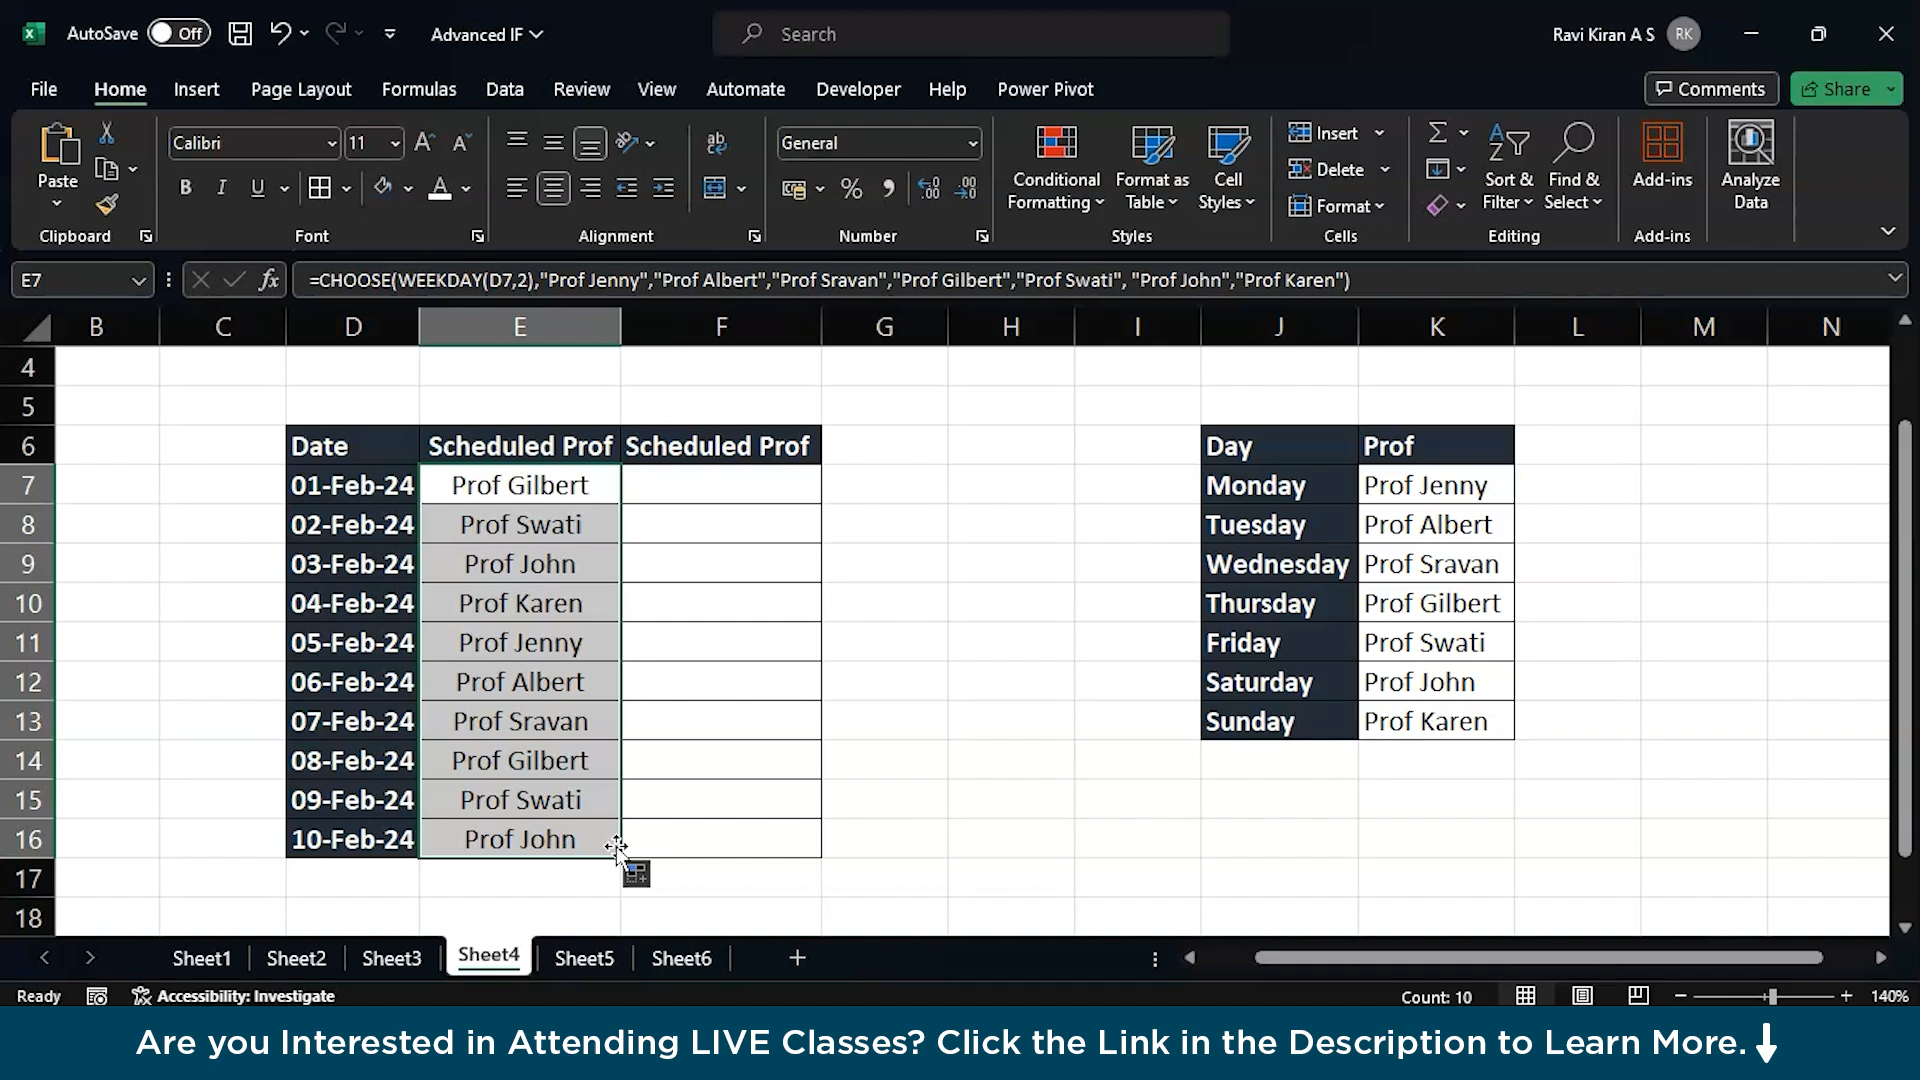 AutoSave Off Advanced IF Search Ravi Kiran A S RK
File Home Insert Page Layout Formulas Data Review View Automate Developer Help Power Pivot Comments Share
Paste Calibri 11 General Conditional Formatting Format as Table Cell Styles Insert Delete Format Sort & Filter Find & Select Add-ins Analyze Data
B I U A ab %
Clipboard Font Alignment Number Styles Cells Editing Add-ins
E7 fx =CHOOSE(WEEKDAY(D7,2),"Prof Jenny","Prof Albert","Prof Sravan","Prof Gilbert","Prof Swati", "Prof John","Prof Karen")
B C D E F G H I J K L M N
4
5
6 Date Scheduled Prof Scheduled Prof Day Prof
7 01-Feb-24 Prof Gilbert Monday Prof Jenny
8 02-Feb-24 Prof Swati Tuesday Prof Albert
9 03-Feb-24 Prof John Wednesday Prof Sravan
10 04-Feb-24 Prof Karen Thursday Prof Gilbert
11 05-Feb-24 Prof Jenny Friday Prof Swati
12 06-Feb-24 Prof Albert Saturday Prof John
13 07-Feb-24 Prof Sravan Sunday Prof Karen
14 08-Feb-24 Prof Gilbert
15 09-Feb-24 Prof Swati
16 10-Feb-24 Prof John
17
18
Sheet1 Sheet2 Sheet3 Sheet4 Sheet5 Sheet6
Ready Accessibility: Investigate Count: 10 140%
Are you Interested in Attending LIVE Classes? Click the Link in the Description to Learn More.